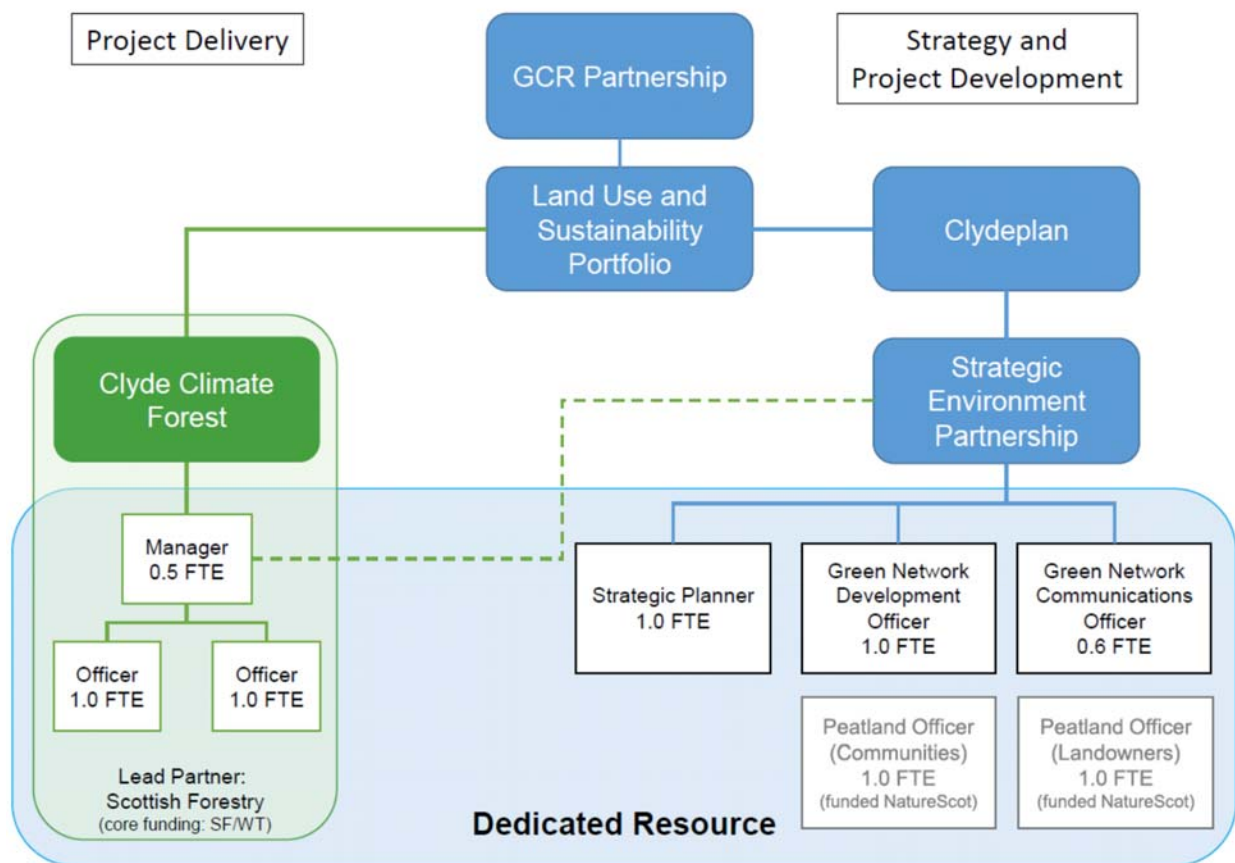 Project Delivery
GCR Partnership
Strategy and
Project Development
Land Use and
Sustainability
Portfolio
Clydeplan
Clyde Climate
Forest
Strategic
Environment
Partnership
Manager
0.5 FTE
Officer
1.0 FTE
Officer
1.0 FTE
Lead Partner:
Scottish Forestry
(core funding: SF/WT)
Strategic Planner
1.0 FTE
Green Network
Development
Officer
1.0 FTE
Green Network
Communications
Officer
0.6 FTE
Peatland Officer
(Communities)
1.0 FTE
(funded NatureScot)
Peatland Officer
(Landowners)
1.0 FTE
(funded NatureScot)
Dedicated Resource